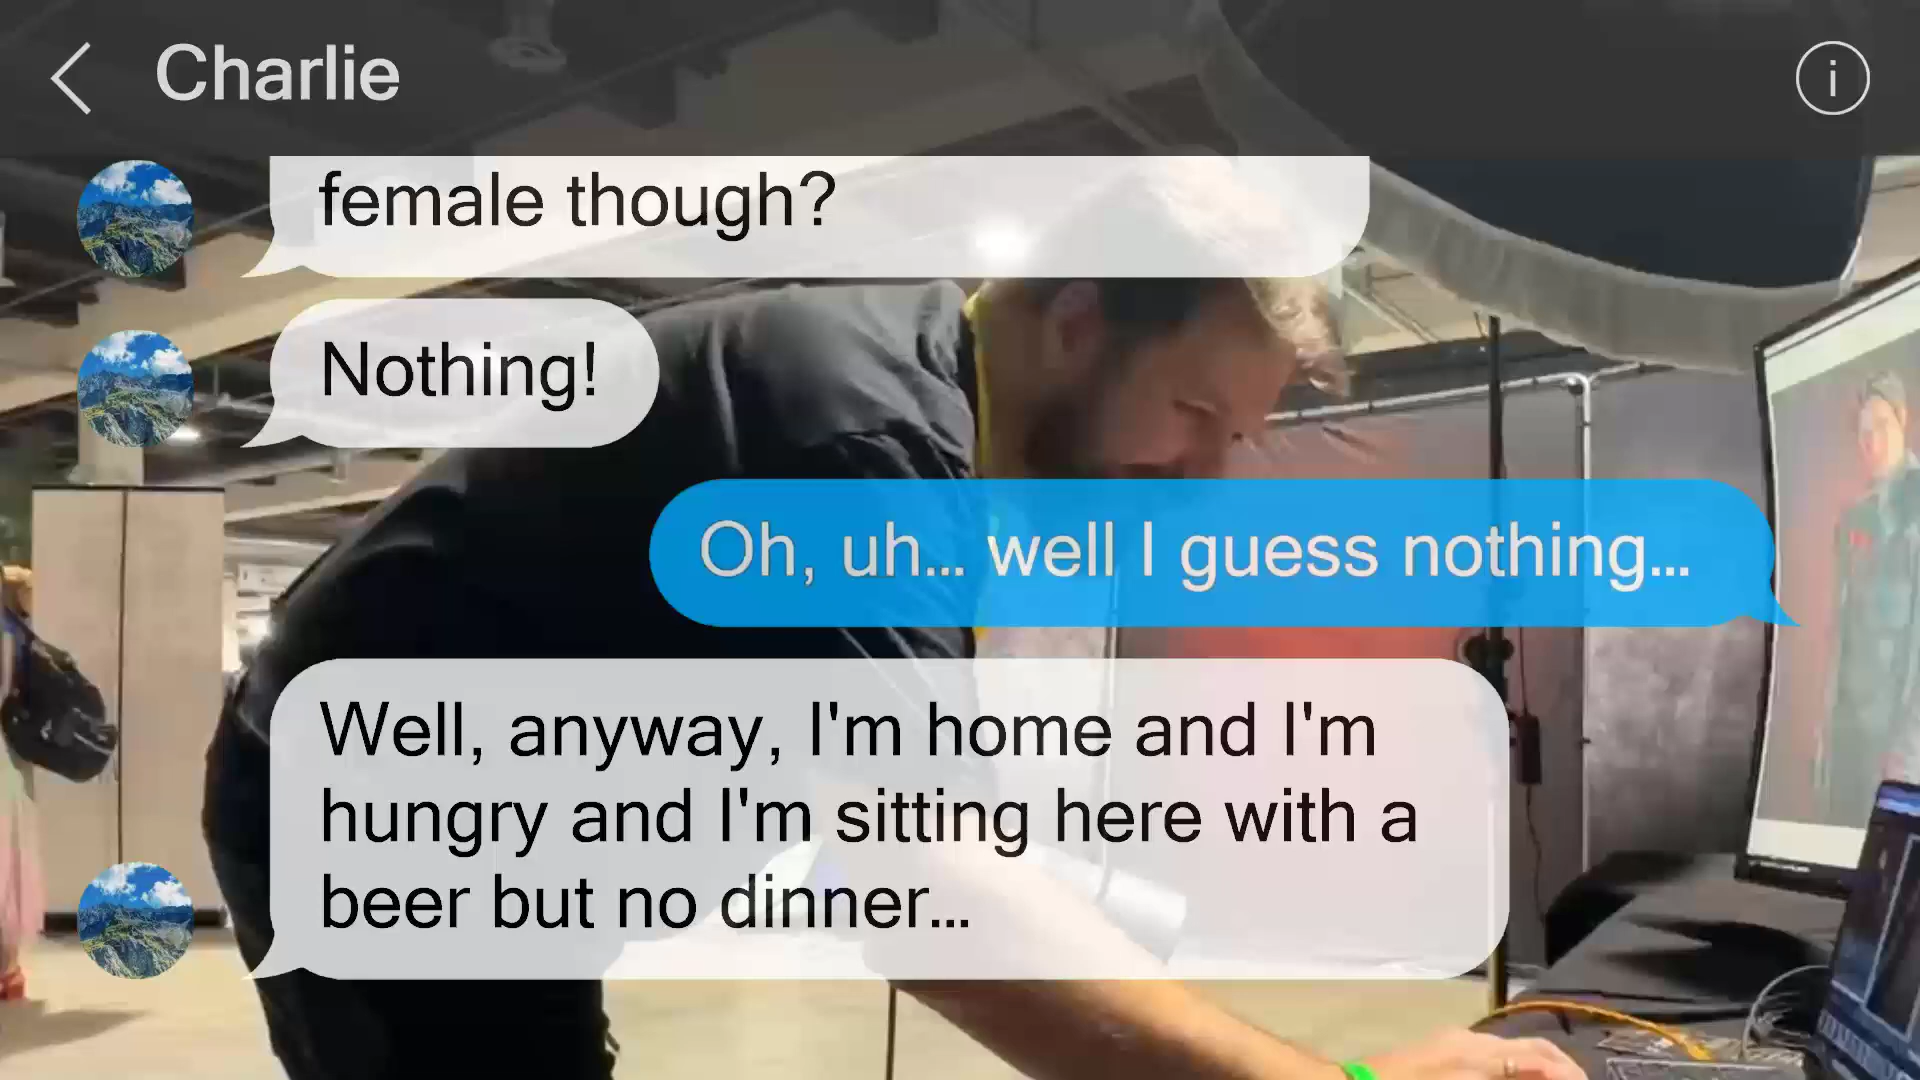 Charlie
i
female though?
Nothing!
Oh, uh... well I guess nothing...
Well, anyway, I'm home and I'm
hungry and I'm sitting here with a
beer but no dinner...